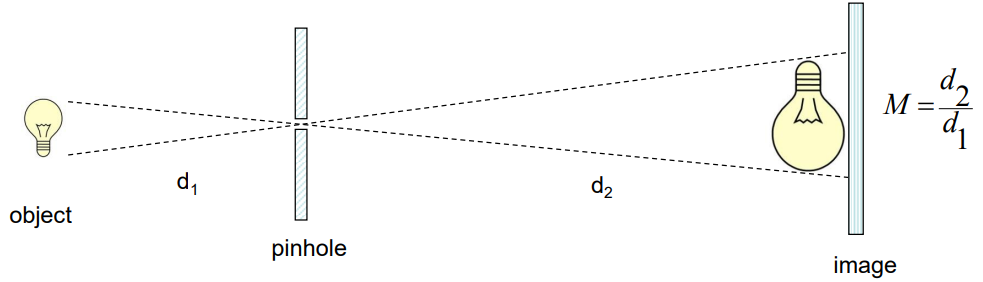 M = d₂/d₁
d₁
d₂
object
pinhole
image